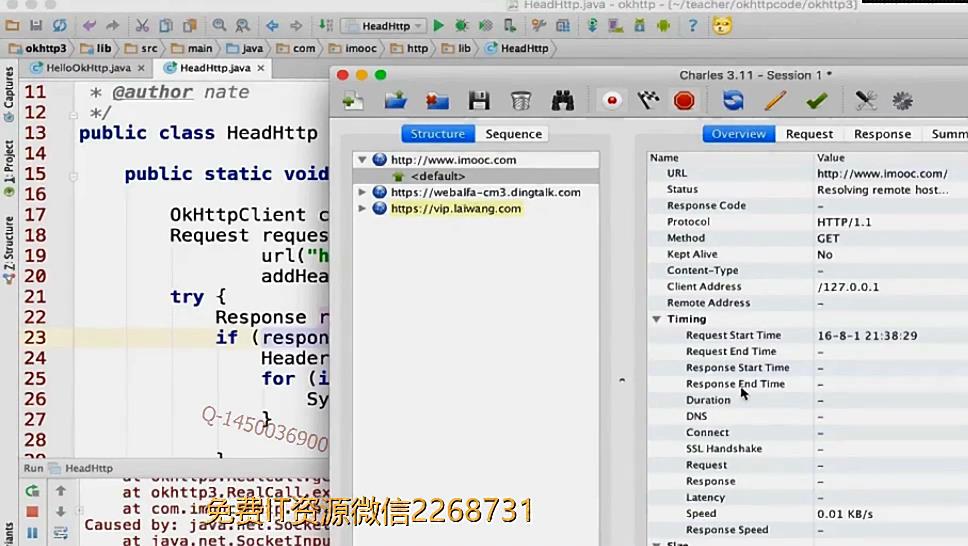 okhttp3 - okhttp - [~/teacher/okhttpcode/okhttp3]
HeadHttp
okhttp3 lib src main java com imooc http lib HeadHttp
HelloOkHttp.java HeadHttp.java
Captures
1: Project
Z: Structure
11 * @author nate
12 */
13 public class HeadHttp
14
15 public static void
16
17 OkHttpClient c
18 Request reques
19 url("h
20 addHea
21 try {
22 Response r
23 if (respon
24 Header
25 for (i
26 Sy
27 }
28 }
29
Q-1450036900
Run HeadHttp
at okhttp3.RealCall.ge
at okhttp3.RealCall.ex
at com.im
Caused by: java.net.Socket
at java.net.SocketInpu
Charles 3.11 - Session 1 *
Structure Sequence
http://www.imooc.com
<default>
https://webalfa-cm3.dingtalk.com
https://vip.laiwang.com
Overview Request Response Summ
Name Value
URL http://www.imooc.com/
Status Resolving remote host...
Response Code –
Protocol HTTP/1.1
Method GET
Kept Alive No
Content-Type –
Client Address /127.0.0.1
Remote Address –
Timing
Request Start Time 16-8-1 21:38:29
Request End Time –
Response Start Time –
Response End Time –
Duration –
DNS –
Connect –
SSL Handshake –
Request –
Response –
Latency –
Speed 0.01 KB/s
Response Speed –
Size
免费IT资源微信2268731